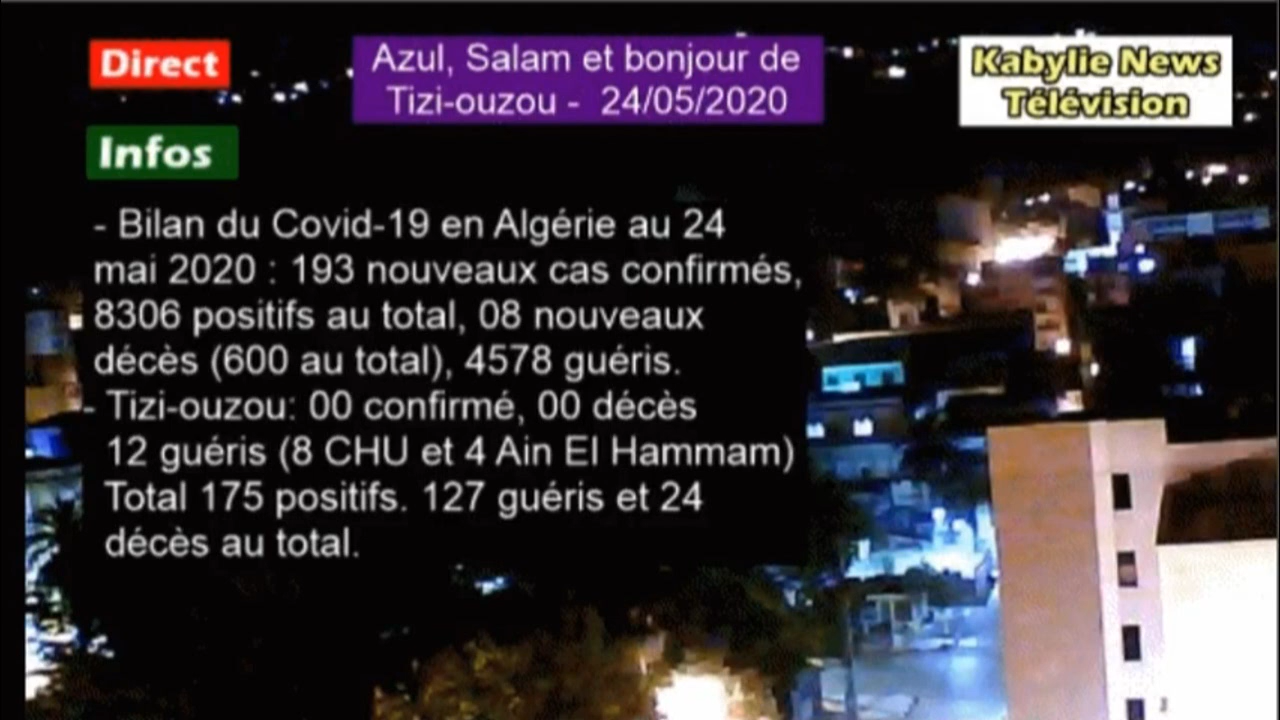 Direct
Azul, Salam et bonjour de
Tizi-ouzou - 24/05/2020
Kabylie News
Télévision
Infos
- Bilan du Covid-19 en Algérie au 24
mai 2020 : 193 nouveaux cas confirmés,
8306 positifs au total, 08 nouveaux
décès (600 au total), 4578 guéris.
- Tizi-ouzou: 00 confirmé, 00 décès
12 guéris (8 CHU et 4 Ain El Hammam)
Total 175 positifs. 127 guéris et 24
décès au total.